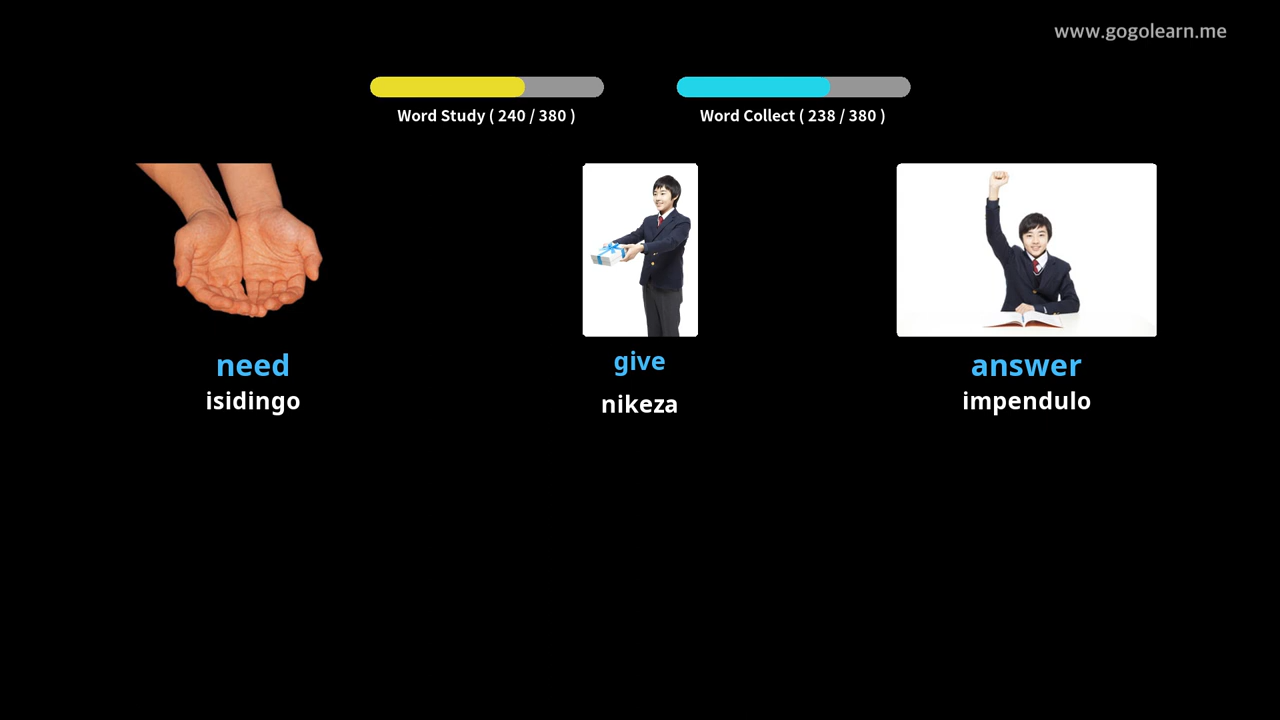 www.gogolearn.me
Word Study ( 240 / 380 )
Word Collect ( 238 / 380 )
need
isidingo
give
nikeza
answer
impendulo